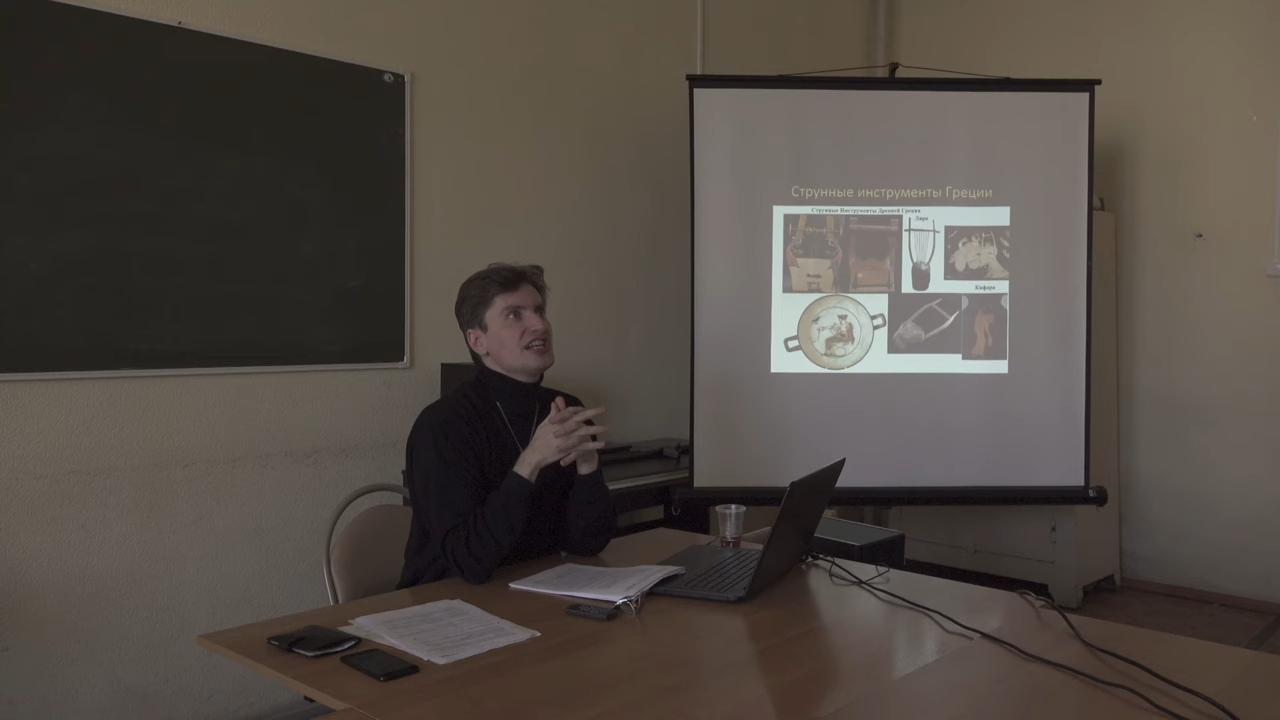 Струнные инструменты Греции
Струнные Инструменты Древней Греции
Лира
Кифара